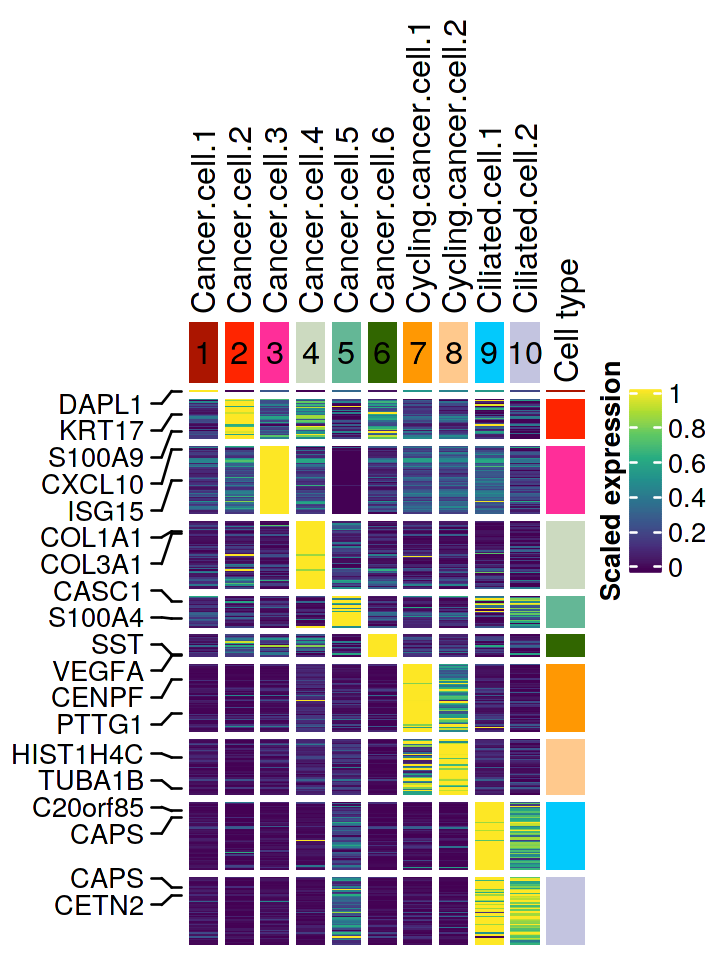 Cancer.cell.1
Cancer.cell.2
Cancer.cell.3
Cancer.cell.4
Cancer.cell.5
Cancer.cell.6
Cycling.cancer.cell.1
Cycling.cancer.cell.2
Ciliated.cell.1
Ciliated.cell.2
Cell type
1 2 3 4 5 6 7 8 9 10
DAPL1
KRT17
S100A9
CXCL10
ISG15
COL1A1
COL3A1
CASC1
S100A4
SST
VEGFA
CENPF
PTTG1
HIST1H4C
TUBA1B
C20orf85
CAPS
CAPS
CETN2
Scaled expression
1
0.8
0.6
0.4
0.2
0